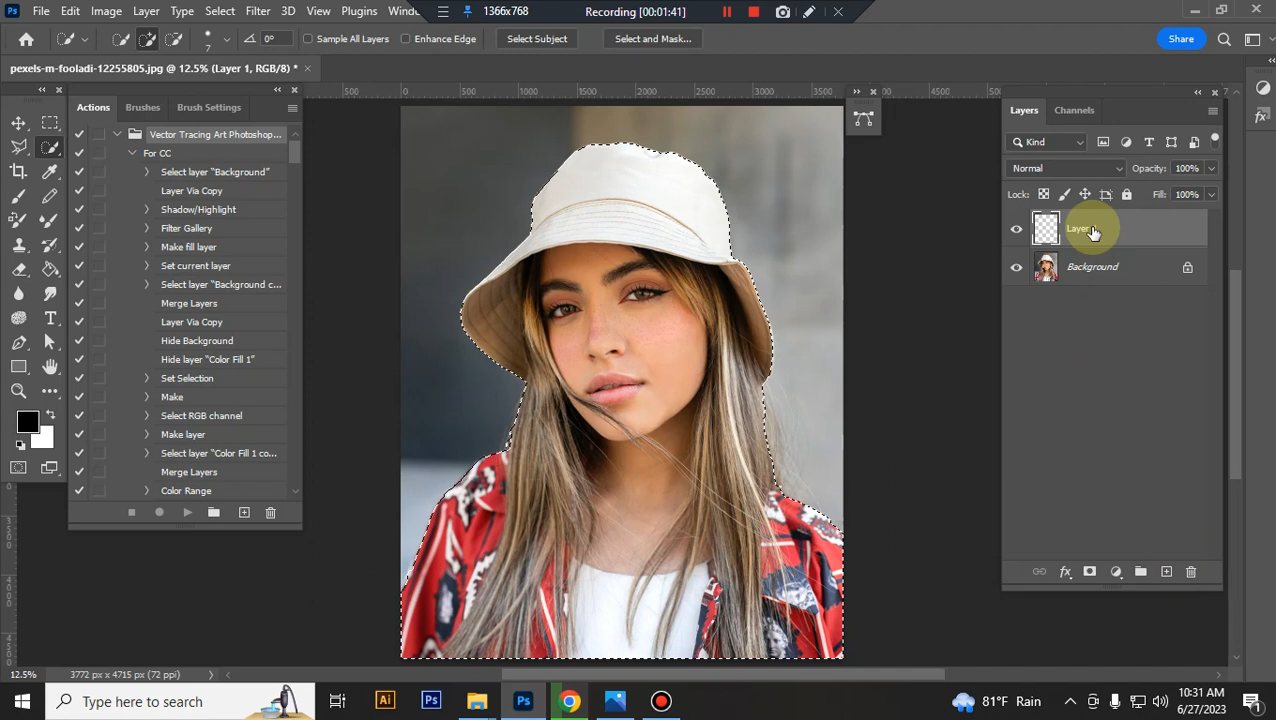 File Edit Image Layer Type Select Filter 3D View Plugins Windo
1366x768 Recording [00:01:41]
7 0° Sample All Layers Enhance Edge Select Subject Select and Mask... Share
pexels-m-fooladi-12255805.jpg @ 12.5% (Layer 1, RGB/8) *
500 0 500 1000 1500 2000 2500 3000 3500 4500
Actions Brushes Brush Settings
Vector Tracing Art Photoshop...
For CC
Select layer "Background"
Layer Via Copy
Shadow/Highlight
Filter Gallery
Make fill layer
Set current layer
Select layer "Background c...
Merge Layers
Layer Via Copy
Hide Background
Hide layer "Color Fill 1"
Set Selection
Make
Select RGB channel
Make layer
Select layer "Color Fill 1 co...
Merge Layers
Color Range
Layers Channels
Kind
Normal Opacity: 100%
Lock: Fill: 100%
Layer
Background
12.5% 3772 px x 4715 px (72 ppi)
Type here to search
81°F Rain
10:31 AM
6/27/2023